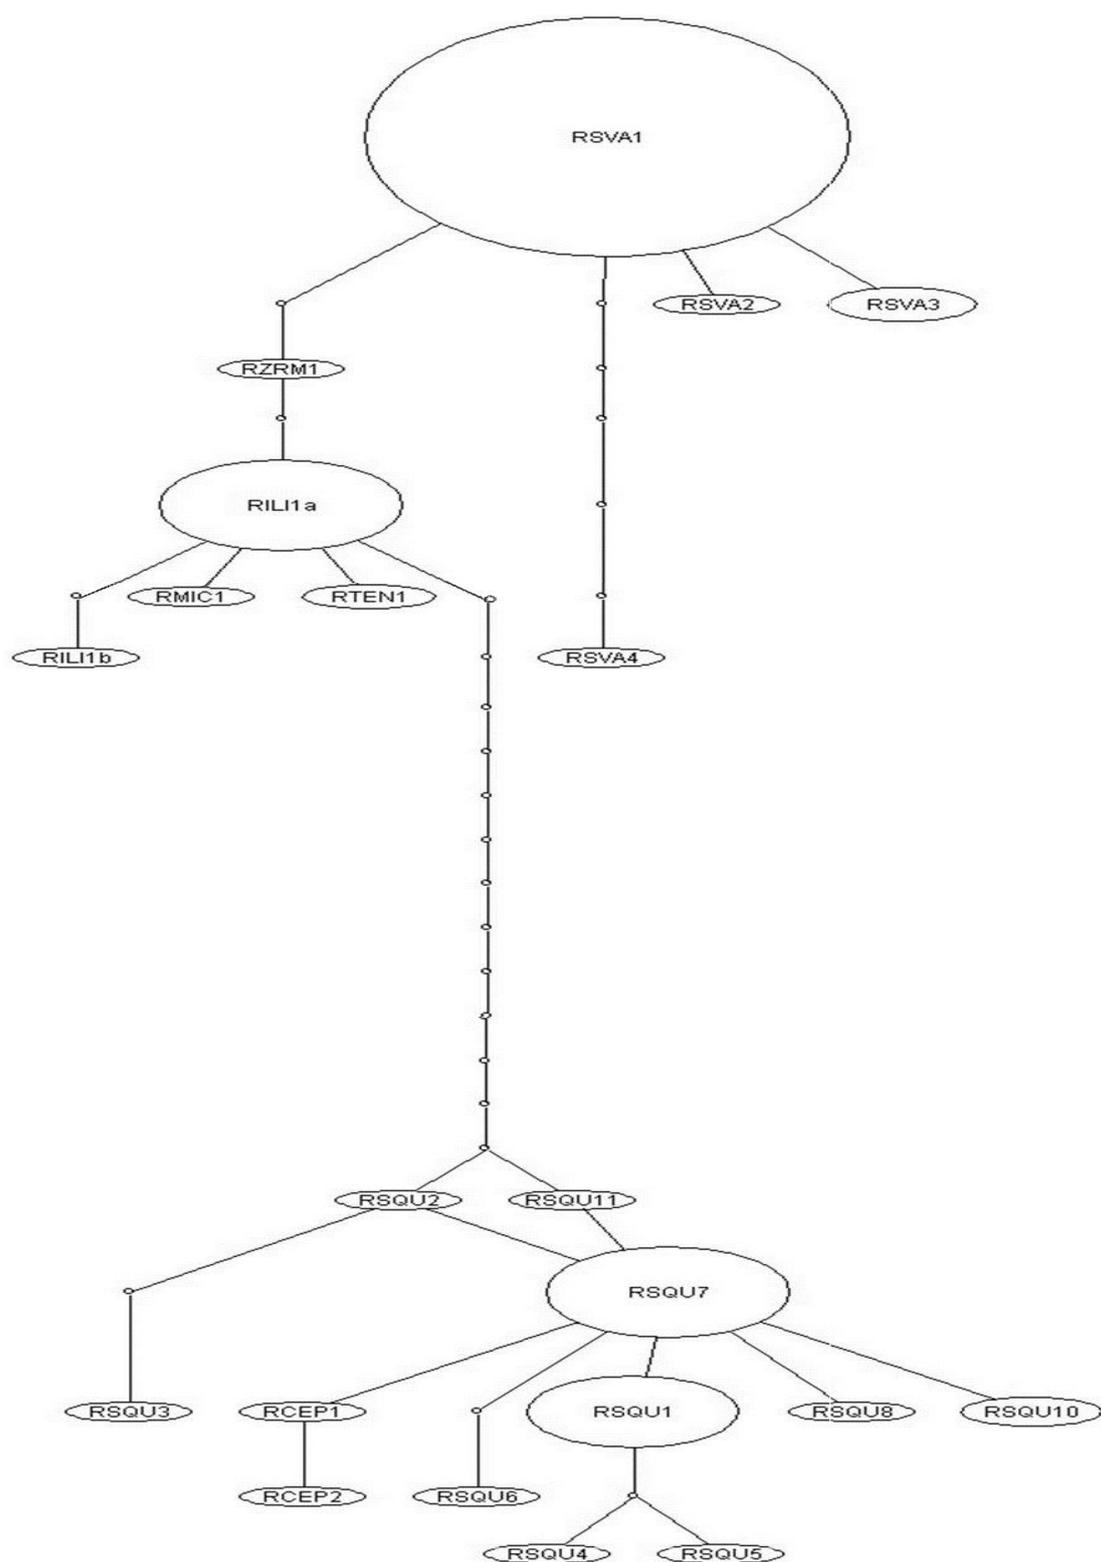 RSVA1
RSVA2
RSVA3
RZRM1
RILI1a
RMIC1
RTEN1
RILI1b
RSVA4
RSQU2
RSQU11
RSQU7
RSQU3
RCEP1
RSQU1
RSQU8
RSQU10
RCEP2
RSQU6
RSQU4
RSQU5